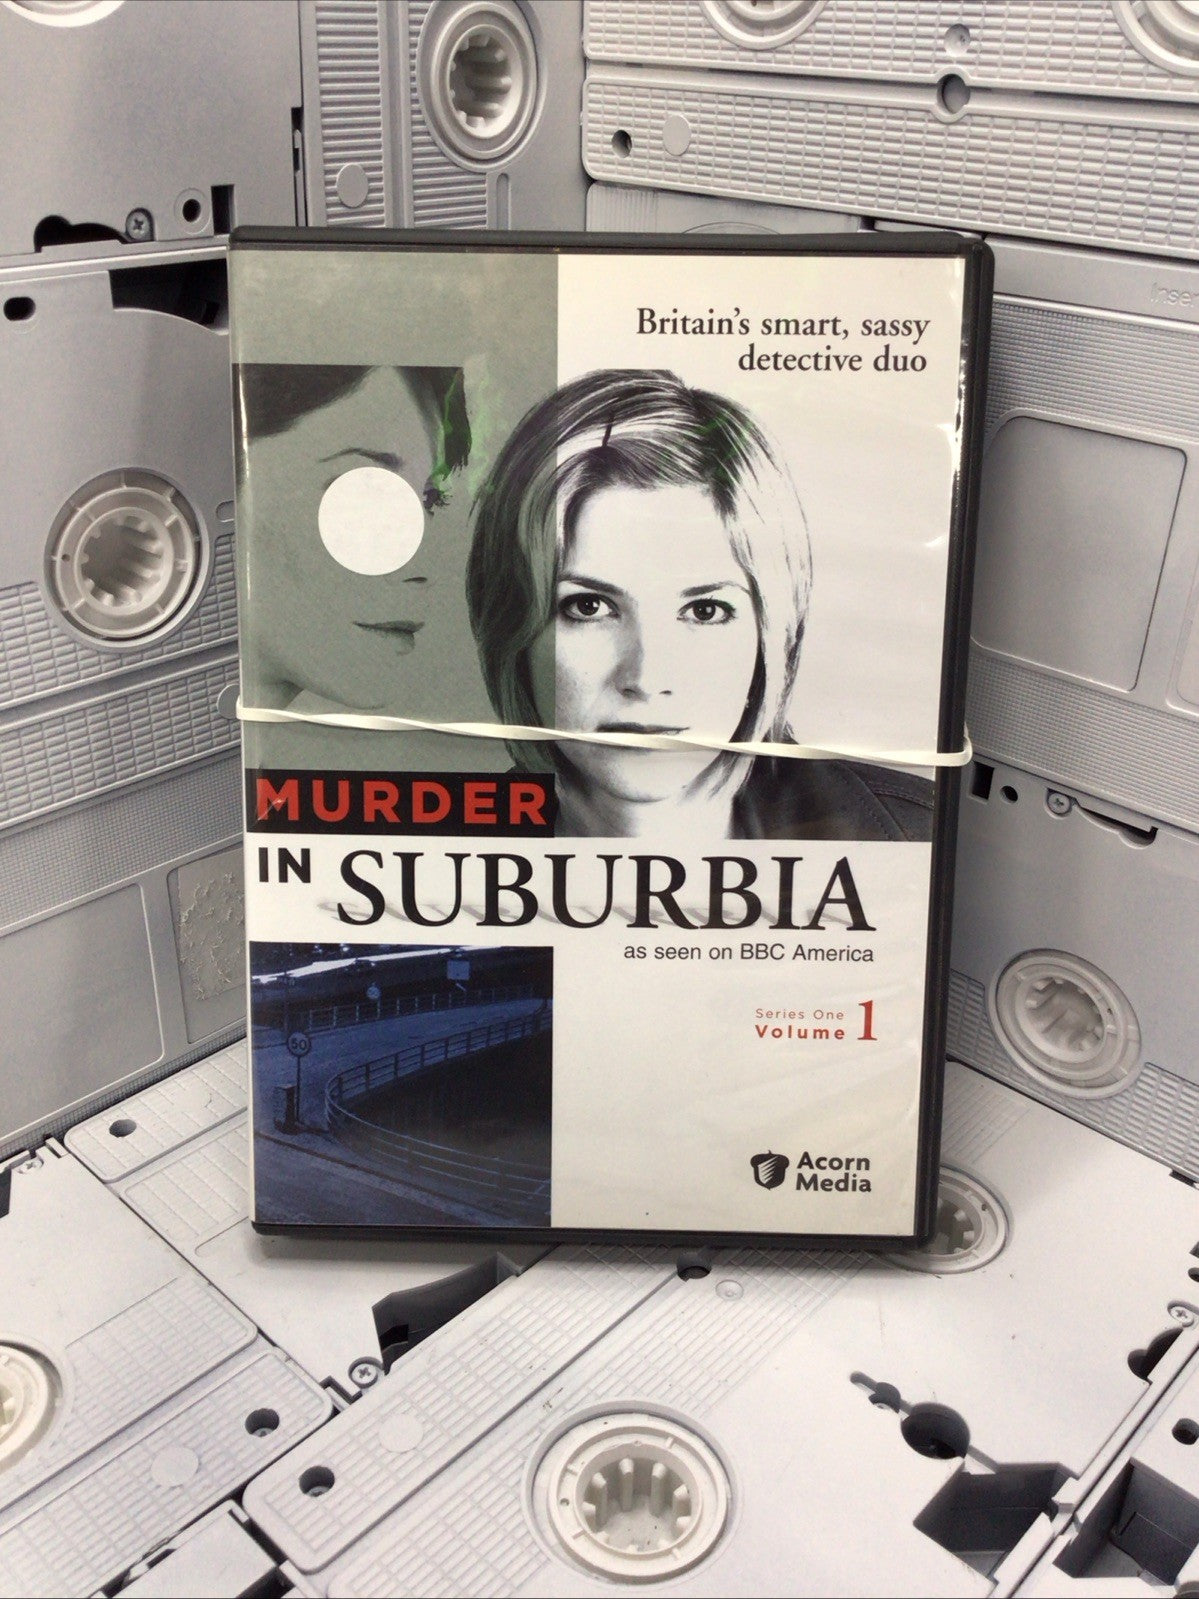 Britain's smart, sassy
detective duo
MURDER
IN SUBURBIA
as seen on BBC America
Series One
Volume 1
50
Acorn
Media